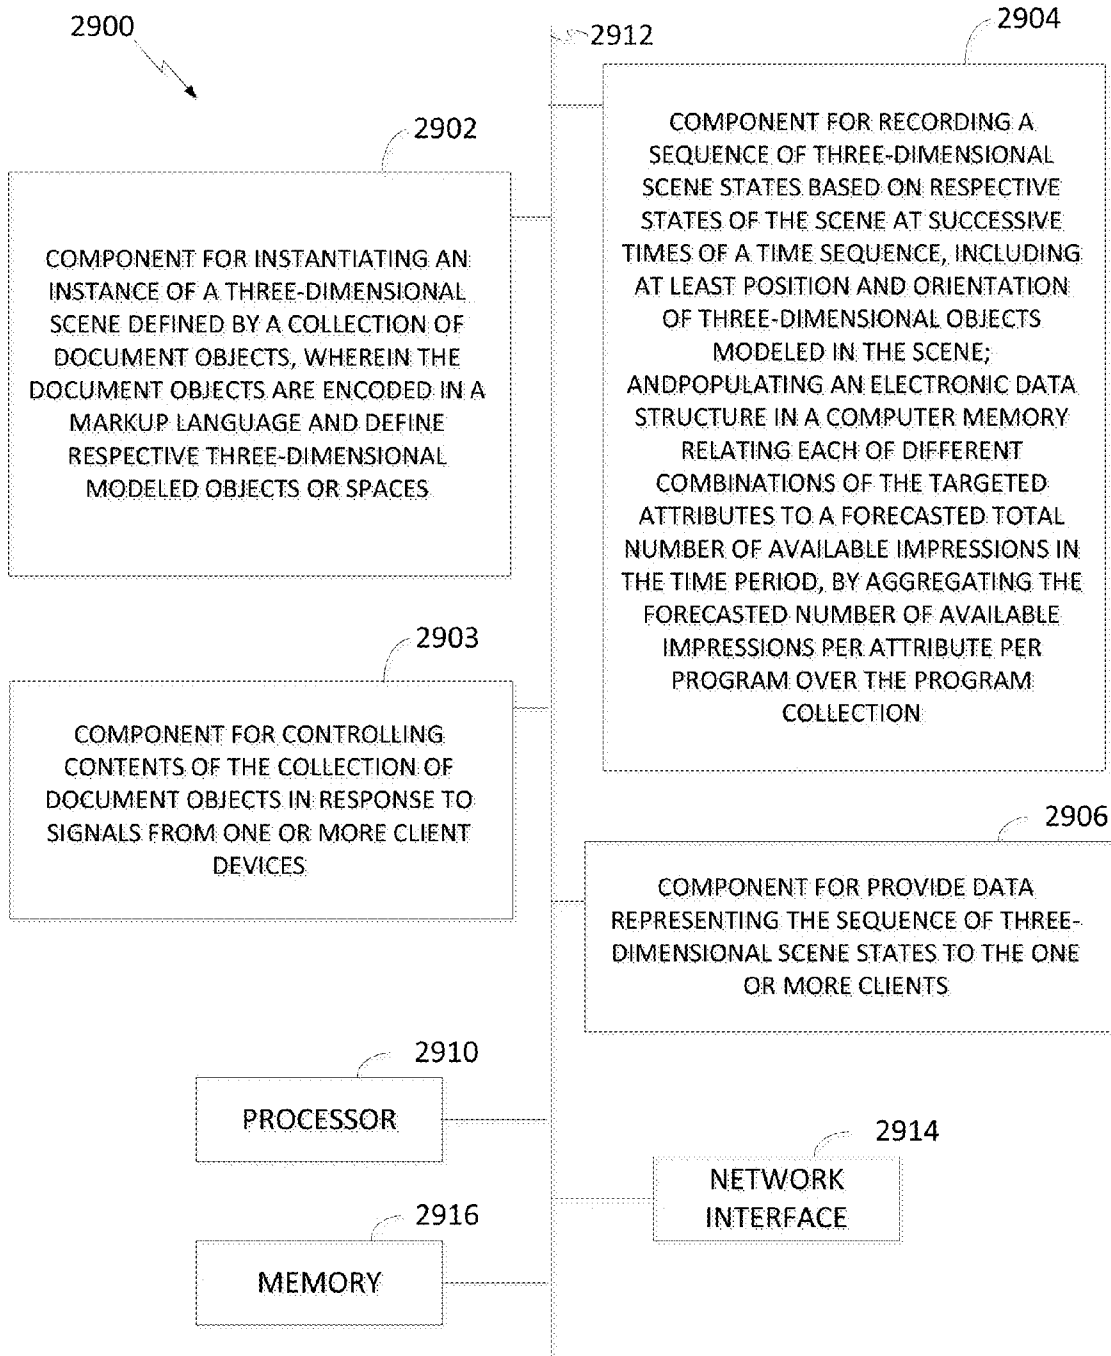 2900
2912
2904
2902
COMPONENT FOR INSTANTIATING AN
INSTANCE OF A THREE-DIMENSIONAL
SCENE DEFINED BY A COLLECTION OF
DOCUMENT OBJECTS, WHEREIN THE
DOCUMENT OBJECTS ARE ENCODED IN A
MARKUP LANGUAGE AND DEFINE
RESPECTIVE THREE-DIMENSIONAL
MODELED OBJECTS OR SPACES
COMPONENT FOR RECORDING A
SEQUENCE OF THREE-DIMENSIONAL
SCENE STATES BASED ON RESPECTIVE
STATES OF THE SCENE AT SUCCESSIVE
TIMES OF A TIME SEQUENCE, INCLUDING
AT LEAST POSITION AND ORIENTATION
OF THREE-DIMENSIONAL OBJECTS
MODELED IN THE SCENE;
ANDPOPULATING AN ELECTRONIC DATA
STRUCTURE IN A COMPUTER MEMORY
RELATING EACH OF DIFFERENT
COMBINATIONS OF THE TARGETED
ATTRIBUTES TO A FORECASTED TOTAL
NUMBER OF AVAILABLE IMPRESSIONS IN
THE TIME PERIOD, BY AGGREGATING THE
FORECASTED NUMBER OF AVAILABLE
IMPRESSIONS PER ATTRIBUTE PER
PROGRAM OVER THE PROGRAM
COLLECTION
2903
COMPONENT FOR CONTROLLING
CONTENTS OF THE COLLECTION OF
DOCUMENT OBJECTS IN RESPONSE TO
SIGNALS FROM ONE OR MORE CLIENT
DEVICES
2906
COMPONENT FOR PROVIDE DATA
REPRESENTING THE SEQUENCE OF THREE-
DIMENSIONAL SCENE STATES TO THE ONE
OR MORE CLIENTS
2910
PROCESSOR
2914
NETWORK
INTERFACE
2916
MEMORY